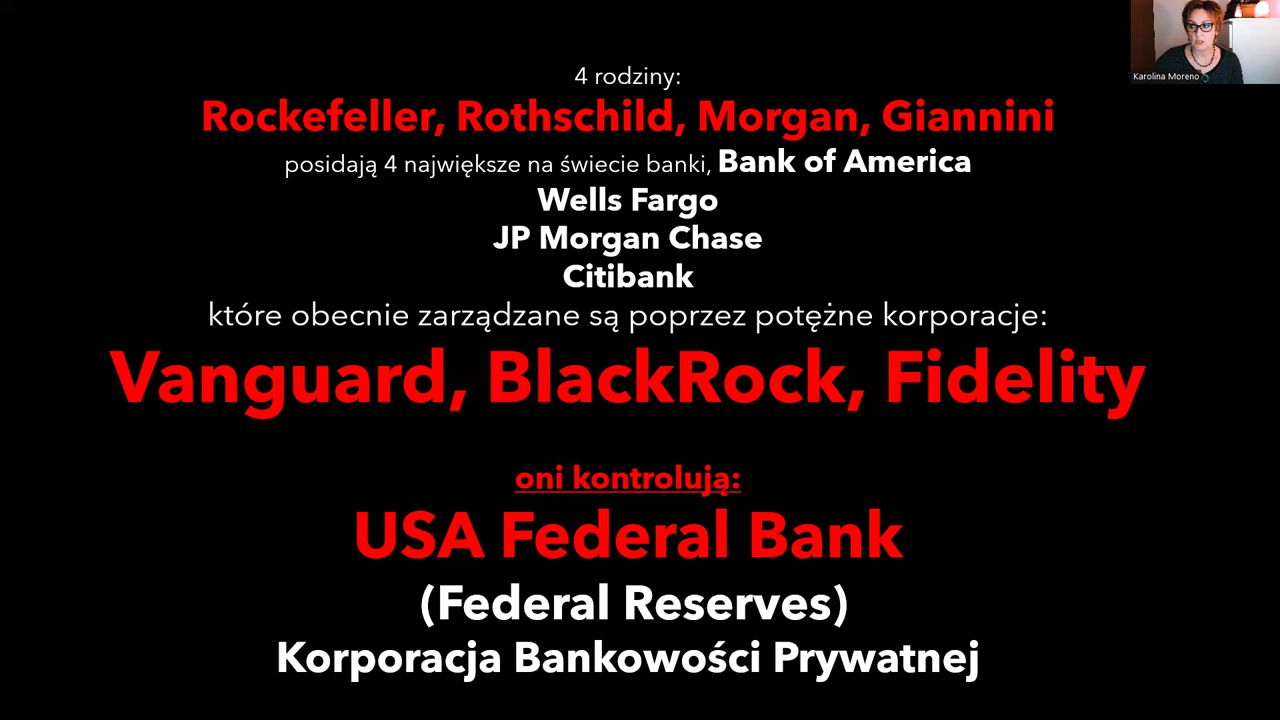 4 rodziny:
Rockefeller, Rothschild, Morgan, Giannini
posidają 4 największe na świecie banki, Bank of America
Wells Fargo
JP Morgan Chase
Citibank
które obecnie zarządzane są poprzez potężne korporacje:
Vanguard, BlackRock, Fidelity
oni kontrolują:
USA Federal Bank
(Federal Reserves)
Korporacja Bankowości Prywatnej
Karolina Moreno